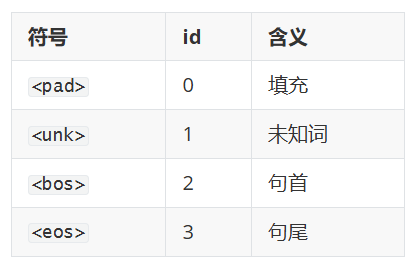 符号 id 含义
<pad> 0 填充
<unk> 1 未知词
<bos> 2 句首
<eos> 3 句尾